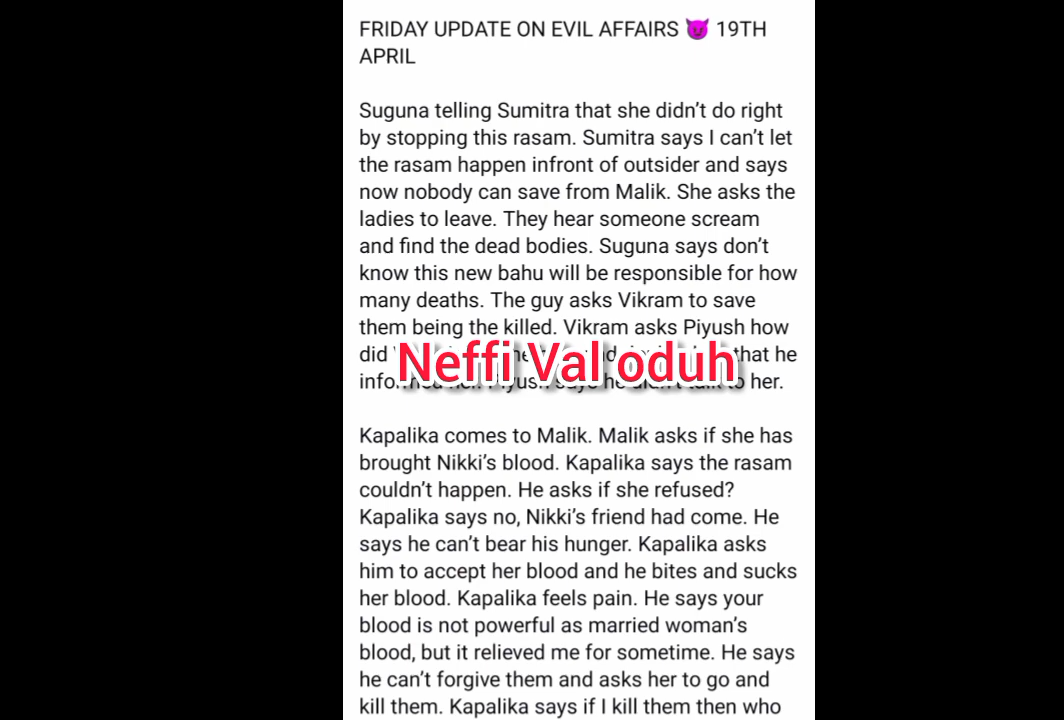 FRIDAY UPDATE ON EVIL AFFAIRS 😈 19TH
APRIL
Suguna telling Sumitra that she didn't do right
by stopping this rasam. Sumitra says I can't let
the rasam happen infront of outsider and says
now nobody can save from Malik. She asks the
ladies to leave. They hear someone scream
and find the dead bodies. Suguna says don't
know this new bahu will be responsible for how
many deaths. The guy asks Vikram to save
them being the killed. Vikram asks Piyush how
did that he
Neffi Val oduh
her.
Kapalika comes to Malik. Malik asks if she has
brought Nikki's blood. Kapalika says the rasam
couldn't happen. He asks if she refused?
Kapalika says no, Nikki's friend had come. He
says he can't bear his hunger. Kapalika asks
him to accept her blood and he bites and sucks
her blood. Kapalika feels pain. He says your
blood is not powerful as married woman's
blood, but it relieved me for sometime. He says
he can't forgive them and asks her to go and
kill them. Kapalika says if I kill them then who